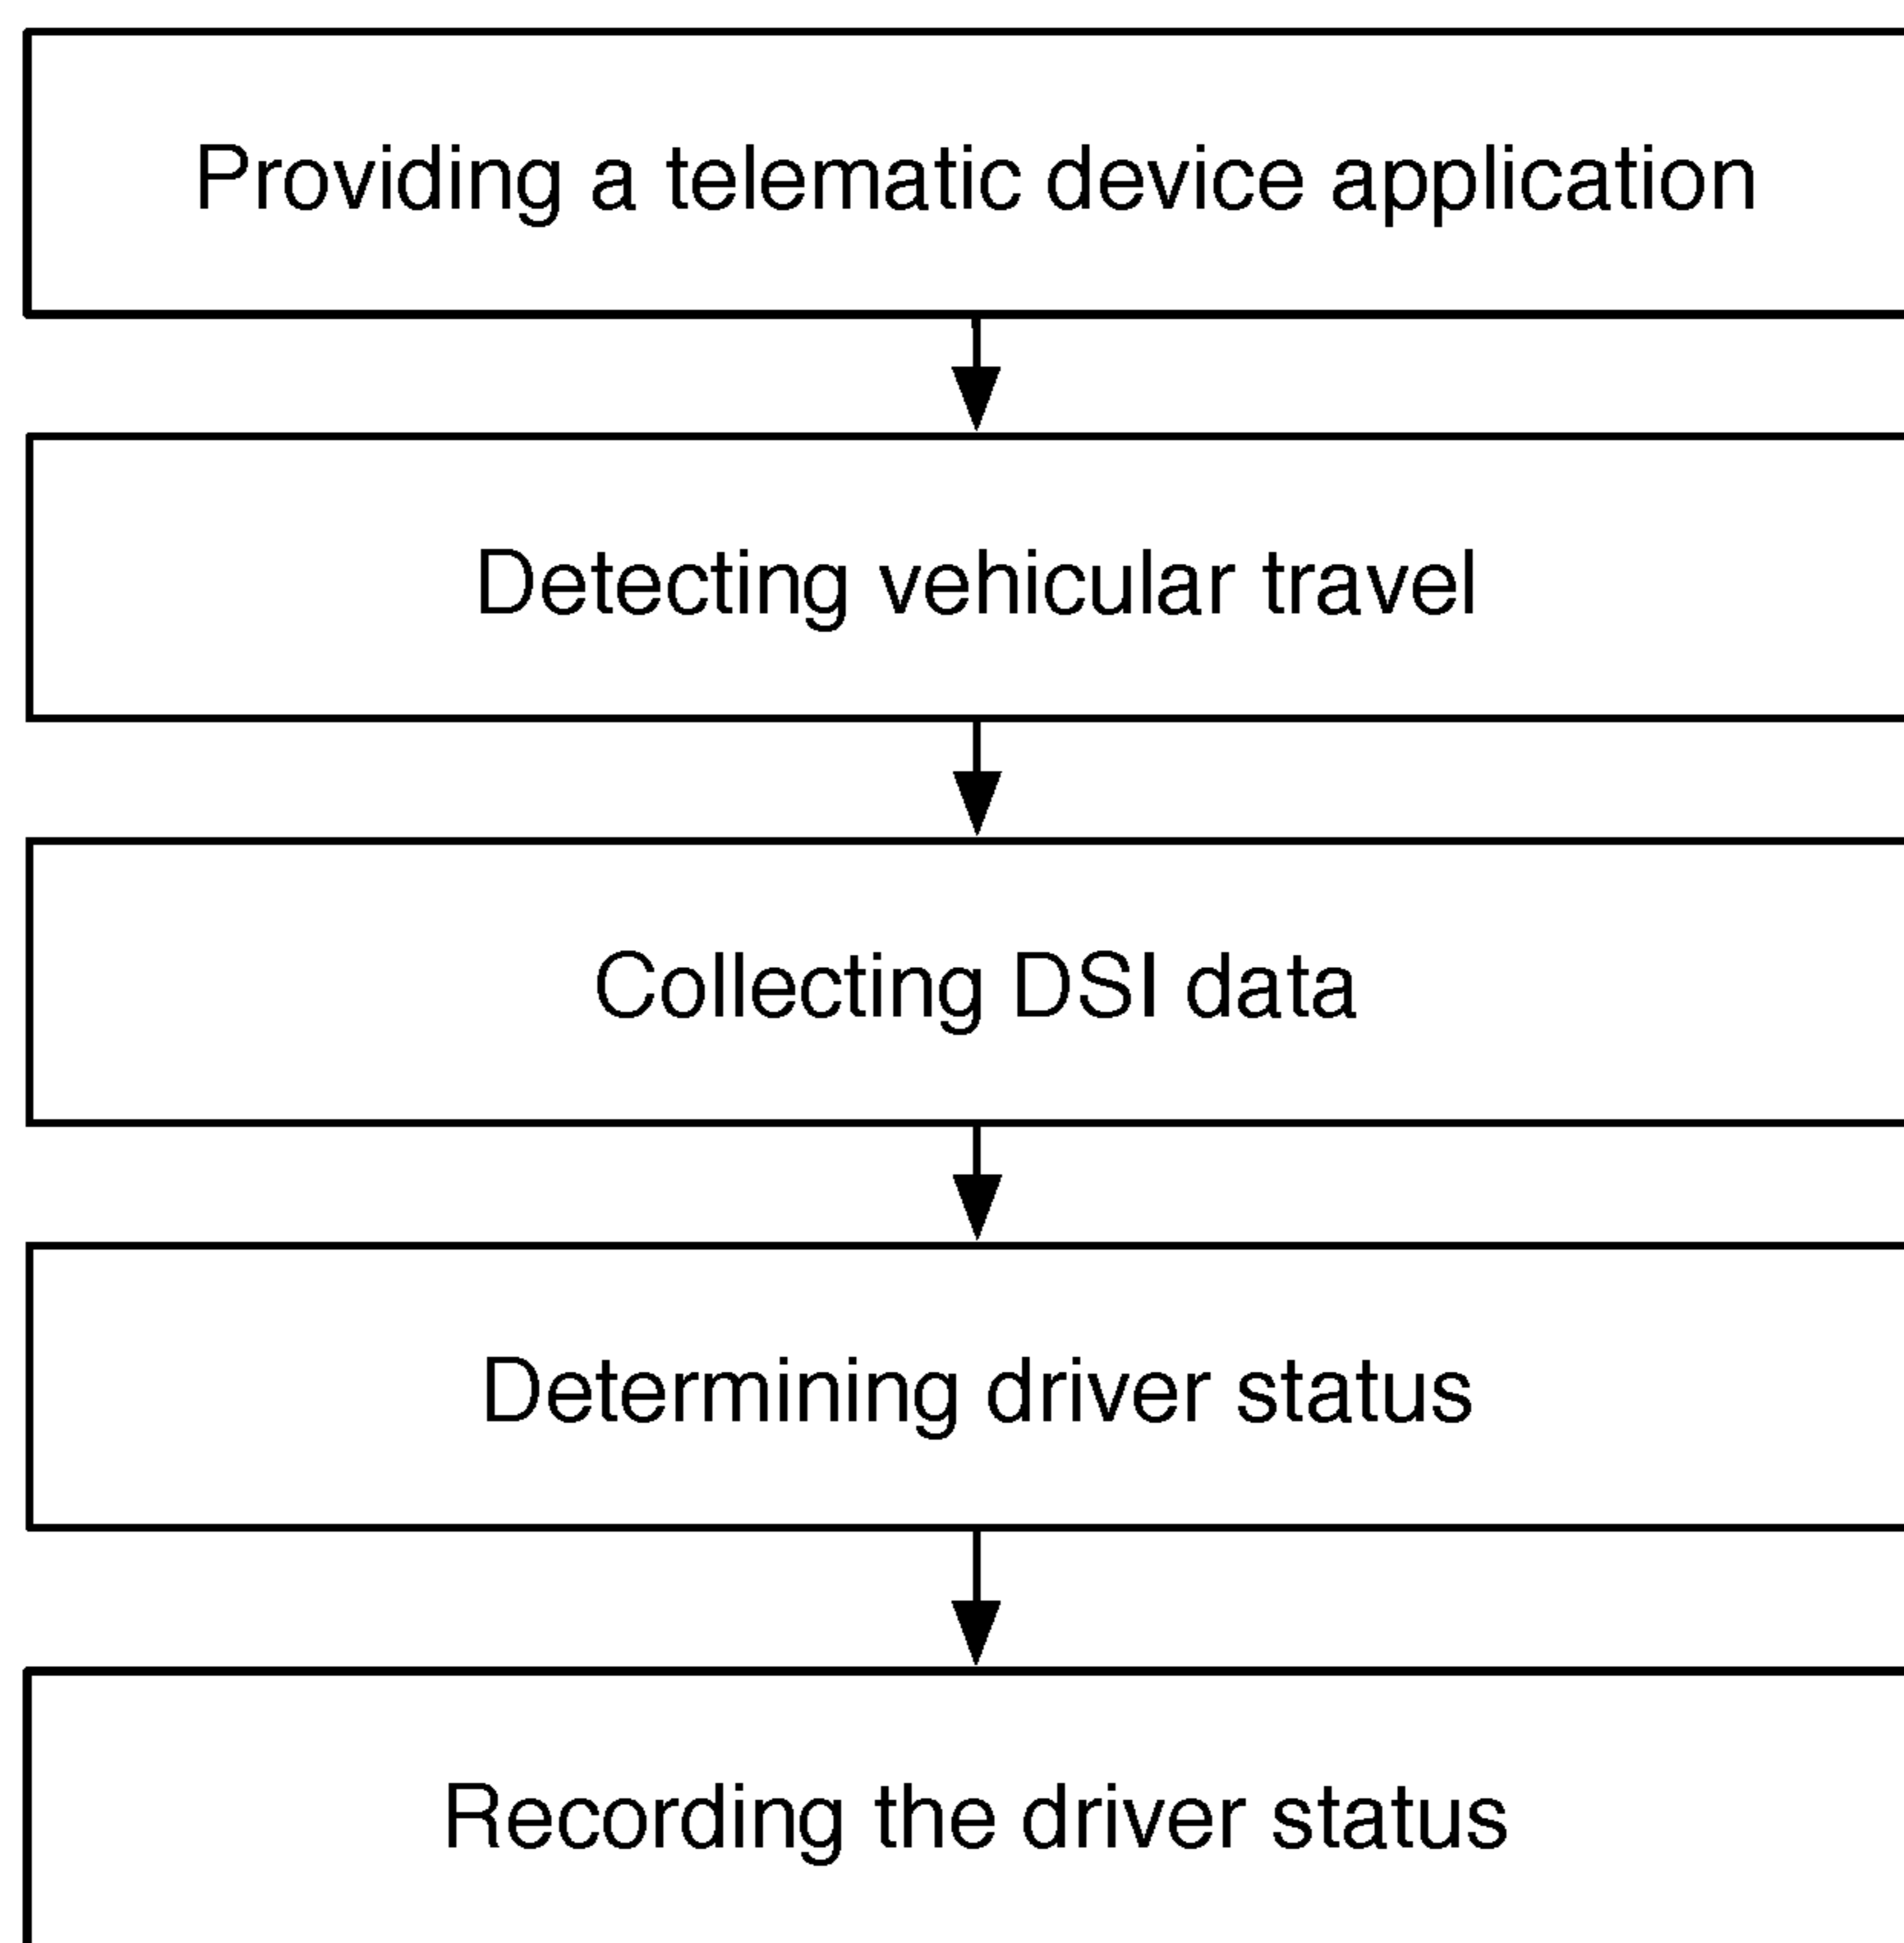 Providing a telematic device application
Detecting vehicular travel
Collecting DSI data
Determining driver status
Recording the driver status